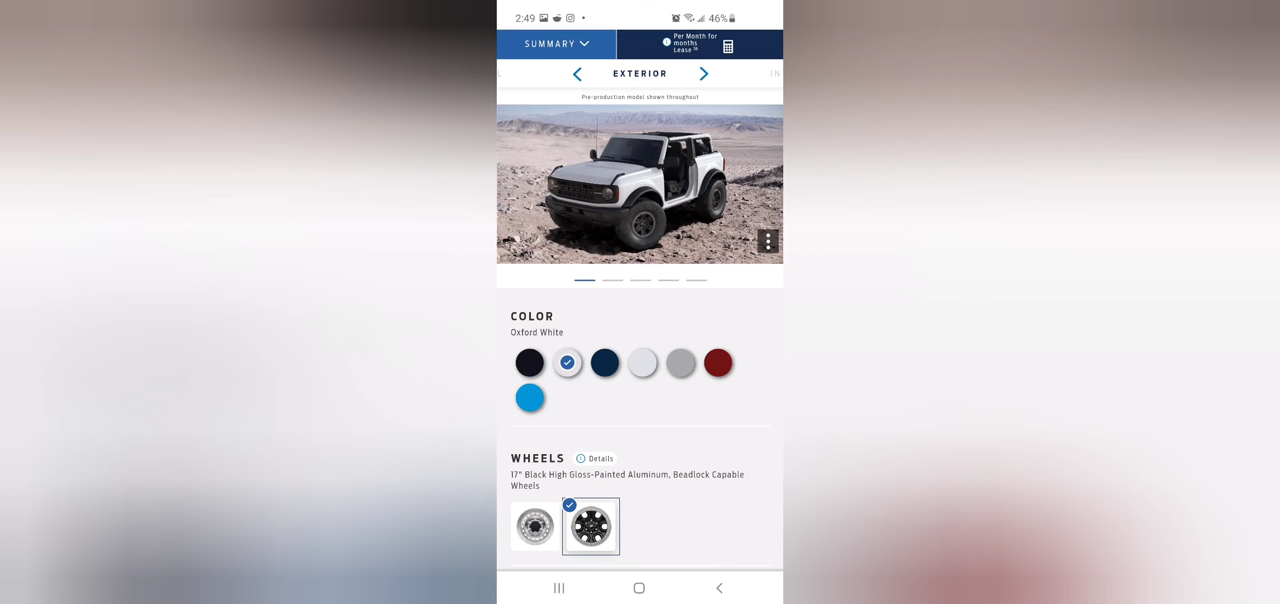 2:49
46%
SUMMARY
Per Month for
months
Lease 16
EXTERIOR
IN
Pre-production model shown throughout
COLOR
Oxford White
WHEELS
Details
17" Black High Gloss-Painted Aluminum, Beadlock Capable
Wheels